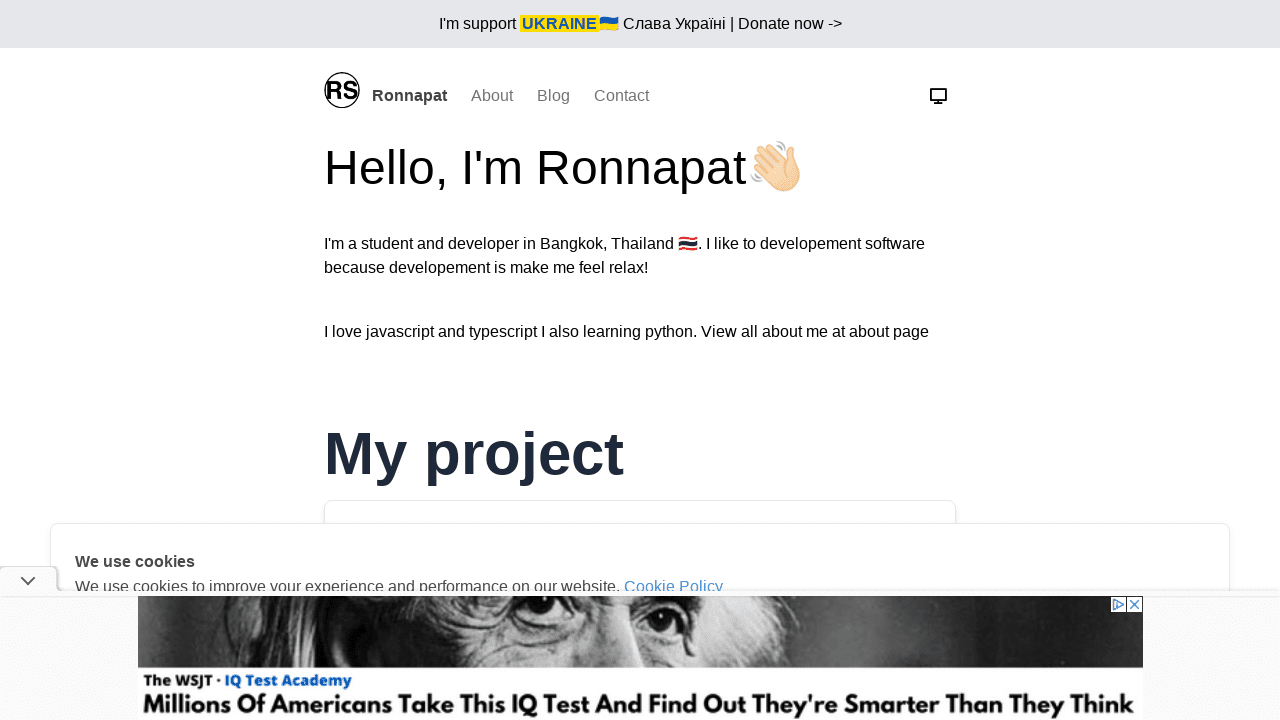 I'm support UKRAINE🇺🇦 Слава Україні | Donate now ->
RS Ronnapat About Blog Contact
Hello, I'm Ronnapat👋🏻
I'm a student and developer in Bangkok, Thailand 🇹🇭. I like to developement software
because developement is make me feel relax!
I love javascript and typescript I also learning python. View all about me at about page
My project
We use cookies
We use cookies to improve your experience and performance on our website. Cookie Policy
The WSJT · IQ Test Academy
Millions Of Americans Take This IQ Test And Find Out They're Smarter Than They Think